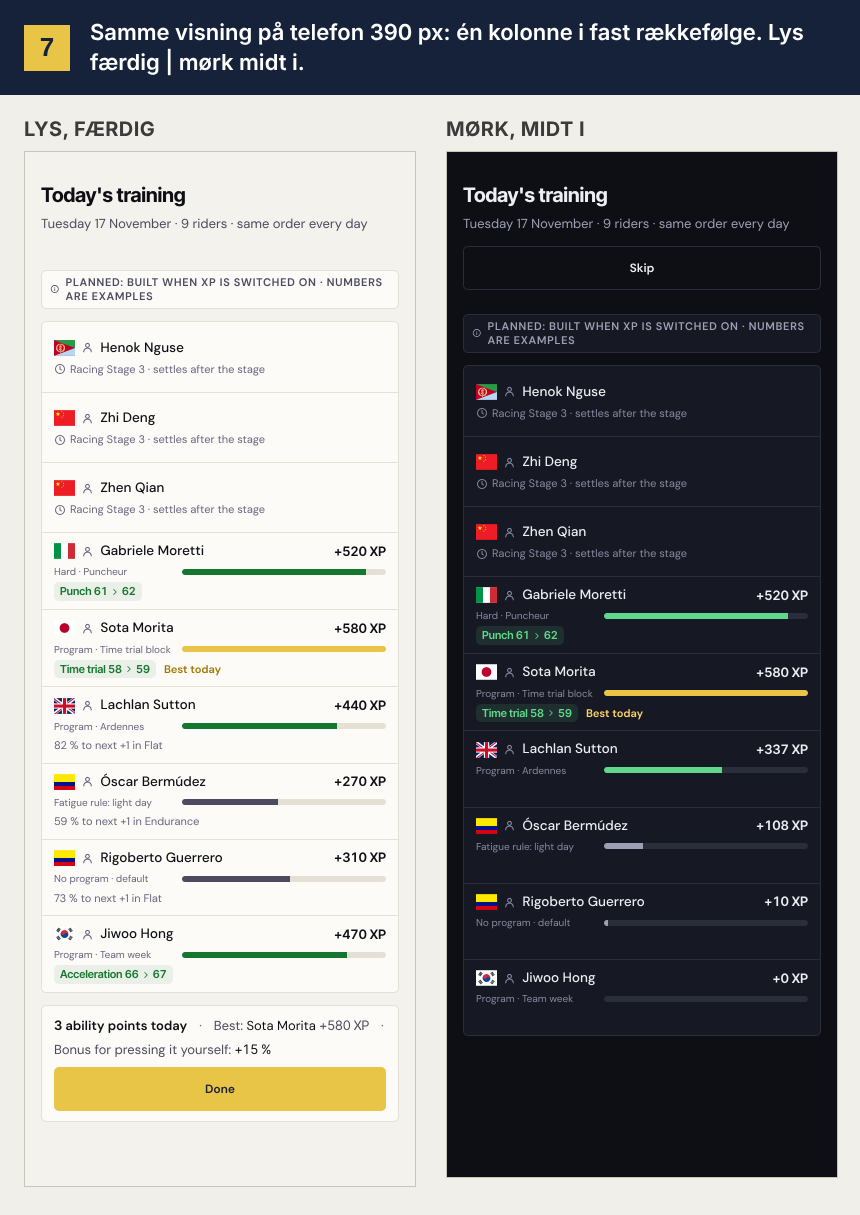 7
Samme visning på telefon 390 px: én kolonne i fast rækkefølge. Lys
færdig | mørk midt i.
LYS, FÆRDIG
Today's training
Tuesday 17 November · 9 riders · same order every day
PLANNED: BUILT WHEN XP IS SWITCHED ON · NUMBERS
ARE EXAMPLES
Henok Nguse
Racing Stage 3 · settles after the stage
Zhi Deng
Racing Stage 3 · settles after the stage
Zhen Qian
Racing Stage 3 · settles after the stage
Gabriele Moretti +520 XP
Hard · Puncheur
Punch 61 › 62
Sota Morita +580 XP
Program · Time trial block
Time trial 58 › 59 Best today
Lachlan Sutton +440 XP
Program · Ardennes
82 % to next +1 in Flat
Óscar Bermúdez +270 XP
Fatigue rule: light day
59 % to next +1 in Endurance
Rigoberto Guerrero +310 XP
No program · default
73 % to next +1 in Flat
Jiwoo Hong +470 XP
Program · Team week
Acceleration 66 › 67
3 ability points today · Best: Sota Morita +580 XP ·
Bonus for pressing it yourself: +15 %
Done
MØRK, MIDT I
Today's training
Tuesday 17 November · 9 riders · same order every day
Skip
PLANNED: BUILT WHEN XP IS SWITCHED ON · NUMBERS
ARE EXAMPLES
Henok Nguse
Racing Stage 3 · settles after the stage
Zhi Deng
Racing Stage 3 · settles after the stage
Zhen Qian
Racing Stage 3 · settles after the stage
Gabriele Moretti +520 XP
Hard · Puncheur
Punch 61 › 62
Sota Morita +580 XP
Program · Time trial block
Time trial 58 › 59 Best today
Lachlan Sutton +337 XP
Program · Ardennes
Óscar Bermúdez +108 XP
Fatigue rule: light day
Rigoberto Guerrero +10 XP
No program · default
Jiwoo Hong +0 XP
Program · Team week